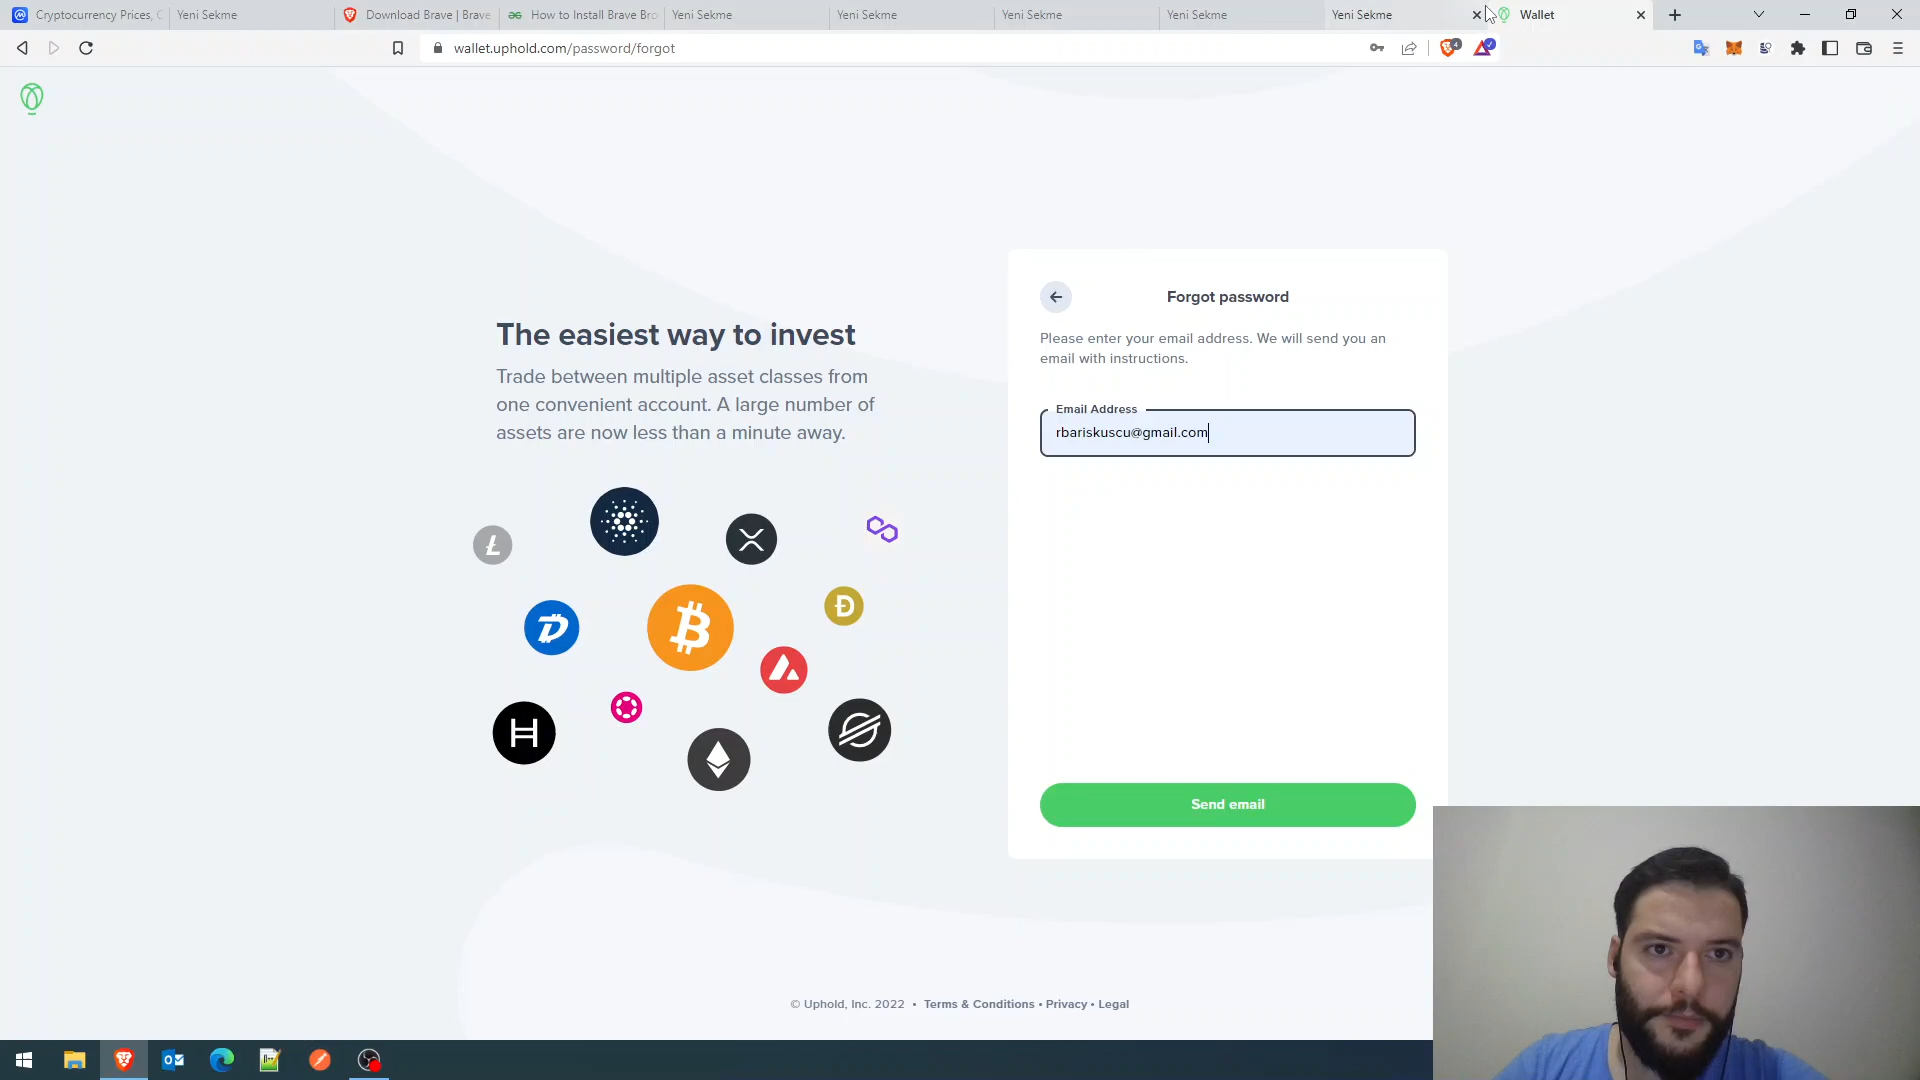 Cryptocurrency Prices, C
Yeni Sekme
Download Brave | Brave
How to Install Brave Bro
Yeni Sekme
Yeni Sekme
Yeni Sekme
Yeni Sekme
Yeni Sekme
Wallet
wallet.uphold.com/password/forgot
4
The easiest way to invest
Trade between multiple asset classes from
one convenient account. A large number of
assets are now less than a minute away.
Forgot password
Please enter your email address. We will send you an
email with instructions.
Email Address
rbariskuscu@gmail.com
Send email
© Uphold, Inc. 2022 • Terms & Conditions • Privacy • Legal